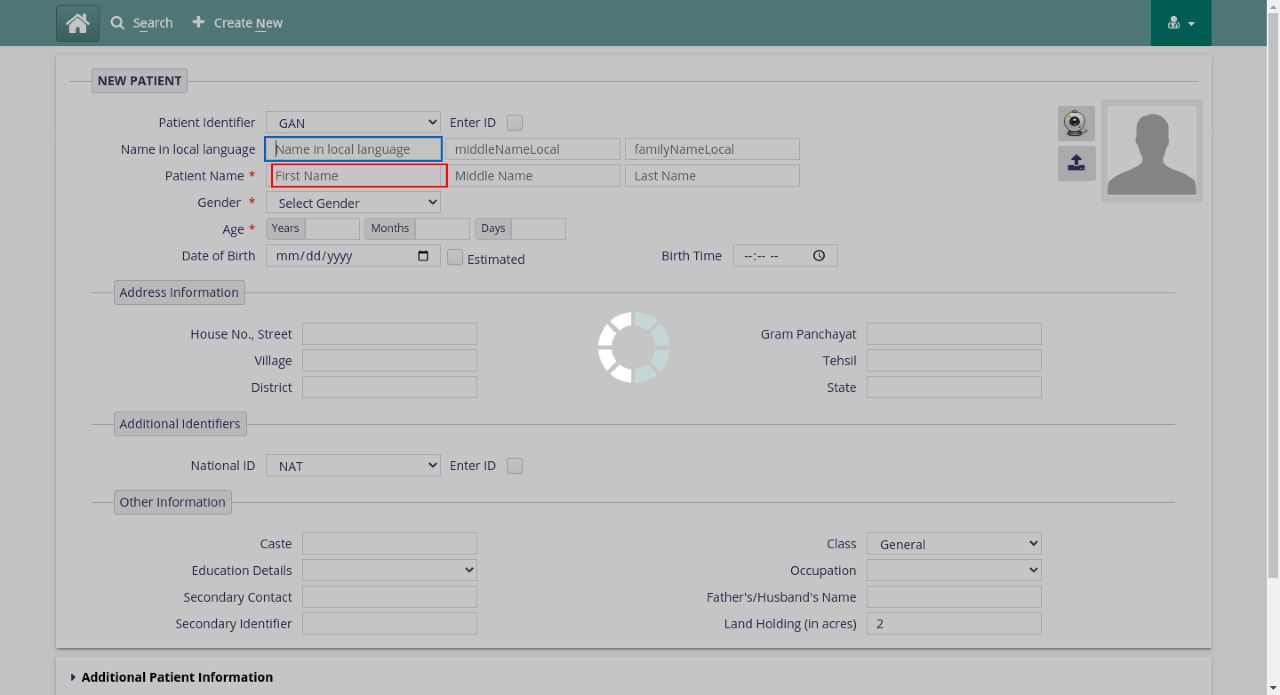 Search Create New
NEW PATIENT
Patient Identifier GAN Enter ID
Name in local language Name in local language middleNameLocal familyNameLocal
Patient Name * First Name Middle Name Last Name
Gender * Select Gender
Age * Years Months Days
Date of Birth mm/dd/yyyy Estimated Birth Time --:-- --
Address Information
House No., Street Gram Panchayat
Village Tehsil
District State
Additional Identifiers
National ID NAT Enter ID
Other Information
Caste Class General
Education Details Occupation
Secondary Contact Father's/Husband's Name
Secondary Identifier Land Holding (in acres) 2
Additional Patient Information